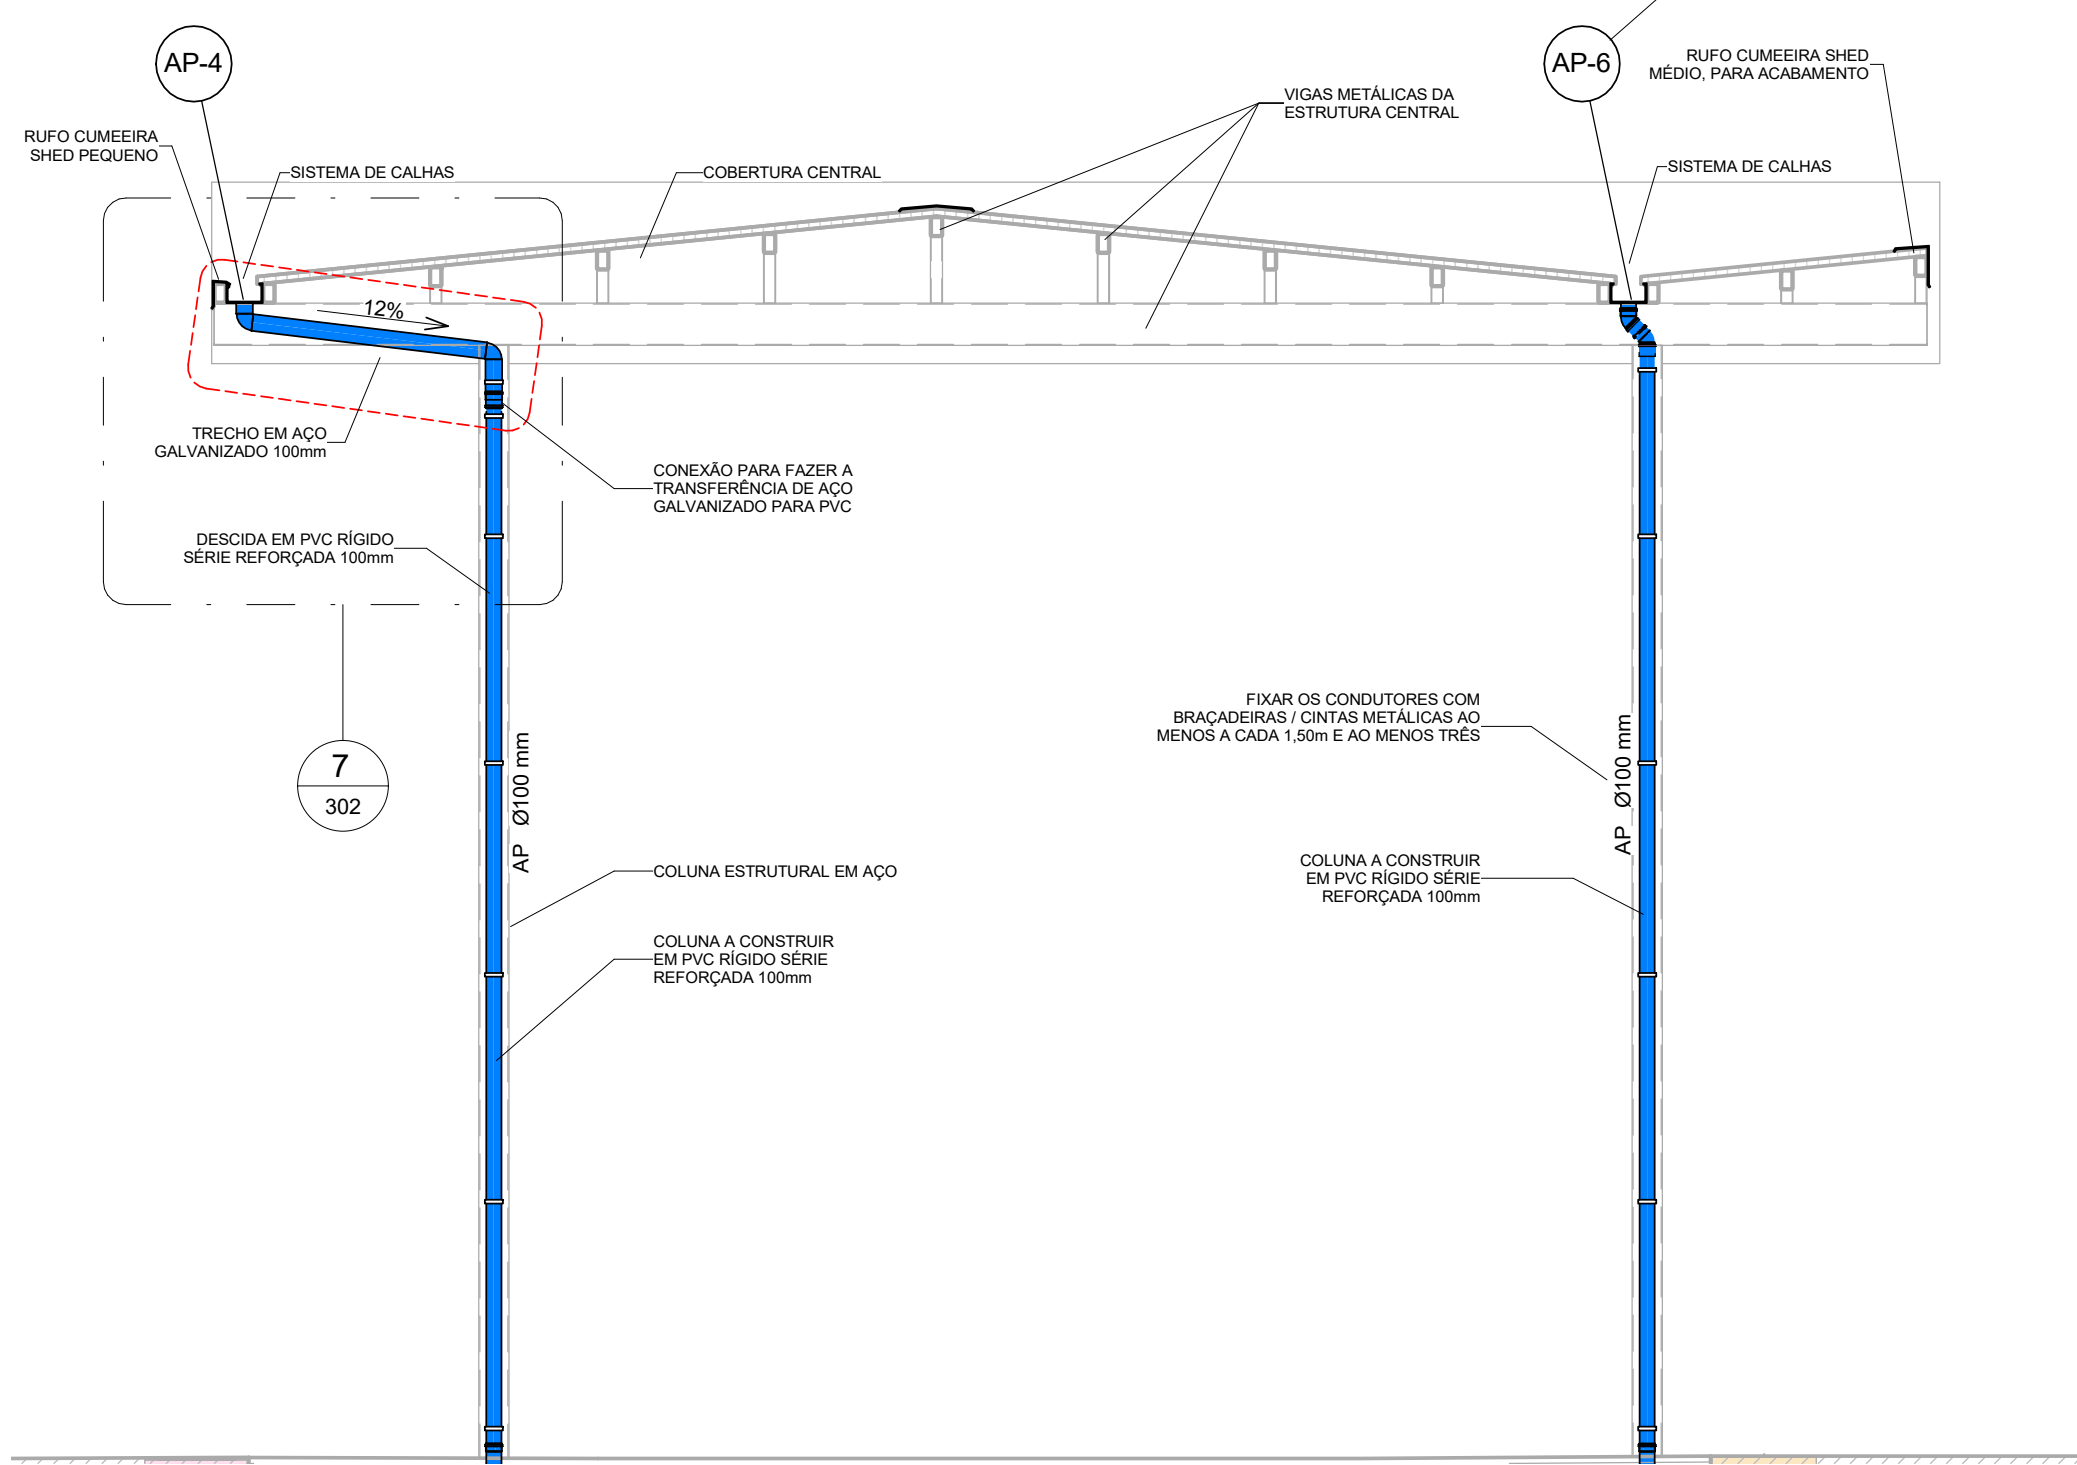 AP-4
AP-6
RUFO CUMEEIRA SHED
MÉDIO, PARA ACABAMENTO
VIGAS METÁLICAS DA
ESTRUTURA CENTRAL
RUFO CUMEEIRA
SHED PEQUENO
SISTEMA DE CALHAS
COBERTURA CENTRAL
SISTEMA DE CALHAS
12%
TRECHO EM AÇO
GALVANIZADO 100mm
CONEXÃO PARA FAZER A
TRANSFERÊNCIA DE AÇO
GALVANIZADO PARA PVC
DESCIDA EM PVC RÍGIDO
SÉRIE REFORÇADA 100mm
FIXAR OS CONDUTORES COM
BRAÇADEIRAS / CINTAS METÁLICAS AO
MENOS A CADA 1,50m E AO MENOS TRÊS
7
302
AP Ø100 mm
AP Ø100 mm
COLUNA ESTRUTURAL EM AÇO
COLUNA A CONSTRUIR
EM PVC RÍGIDO SÉRIE
REFORÇADA 100mm
COLUNA A CONSTRUIR
EM PVC RÍGIDO SÉRIE
REFORÇADA 100mm